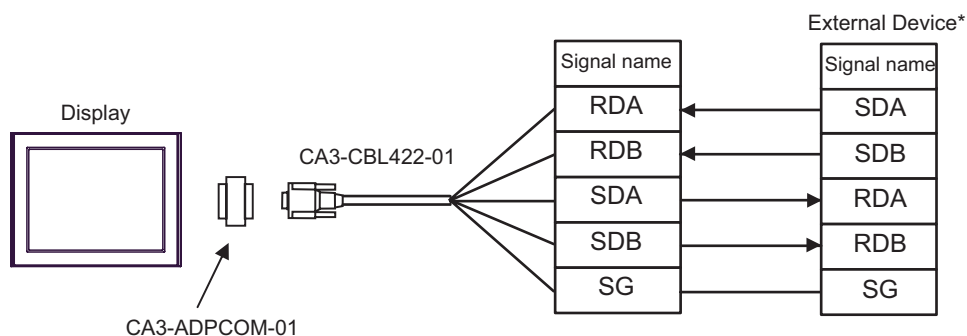 External Device*
Signal name
Signal name
RDA
SDA
Display
CA3-CBL422-01
RDB
SDB
SDA
RDA
SDB
RDB
SG
SG
CA3-ADPCOM-01